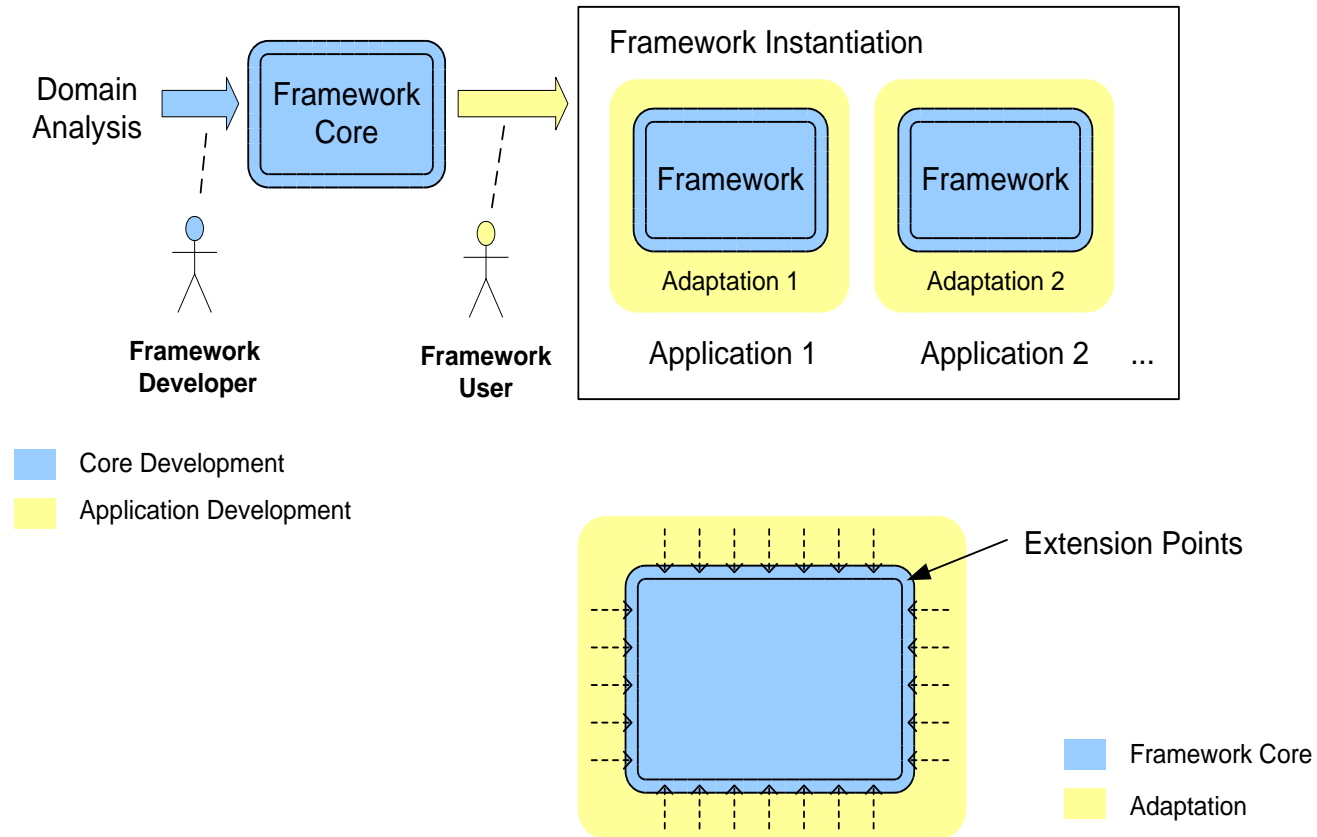 Domain
Analysis
Framework
Core
Framework Instantiation
Framework
Adaptation 1
Application 1
Framework
Adaptation 2
Application 2
...
Framework
Developer
Framework
User
Core Development
Application Development
Extension Points
Framework Core
Adaptation